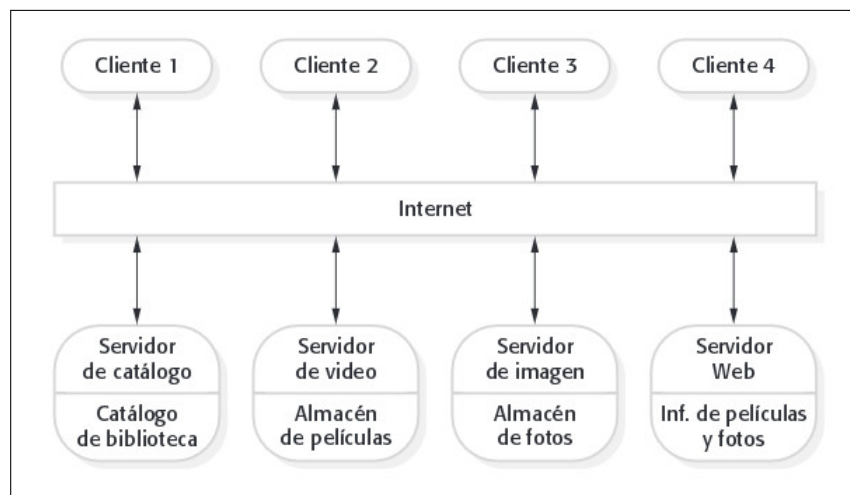 Cliente 1
Cliente 2
Cliente 3
Cliente 4
Internet
Servidor
de catálogo
Catálogo
de biblioteca
Servidor
de video
Almacén
de películas
Servidor
de imagen
Almacén
de fotos
Servidor
Web
Inf. de películas
y fotos